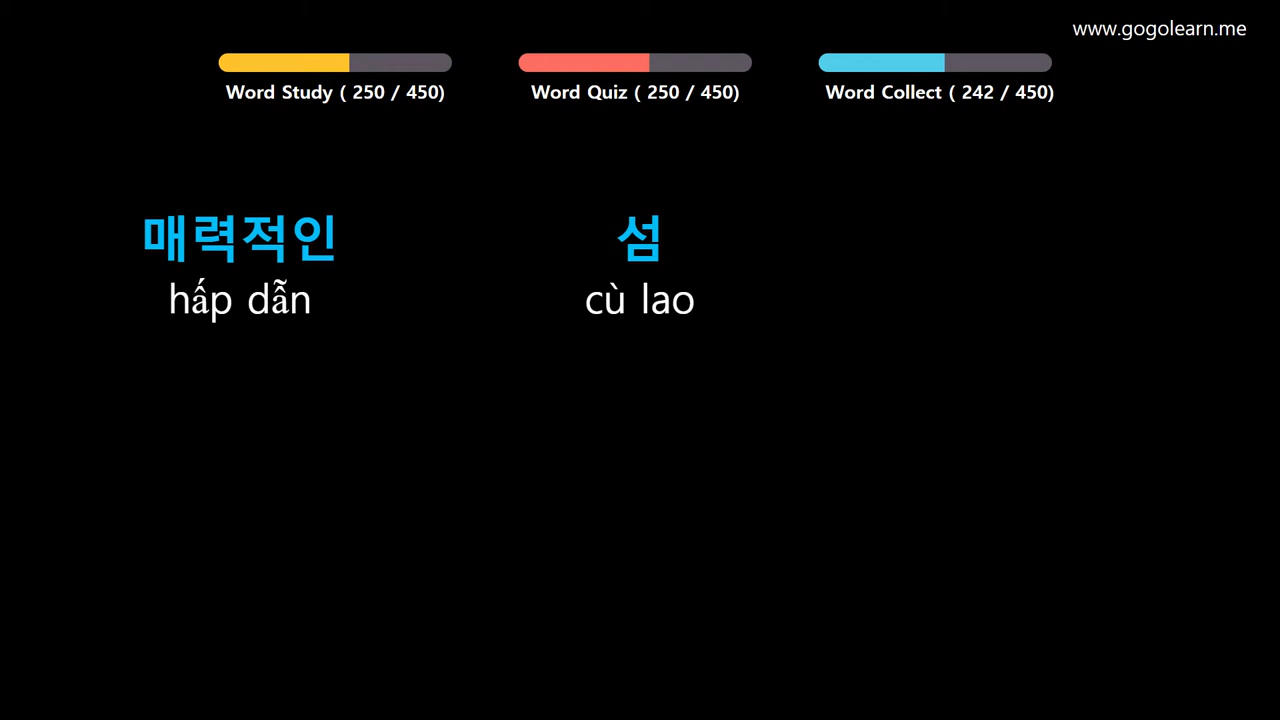 www.gogolearn.me
Word Study ( 250 / 450)
Word Quiz ( 250 / 450)
Word Collect ( 242 / 450)
매력적인
hấp dẫn
섬
cù lao